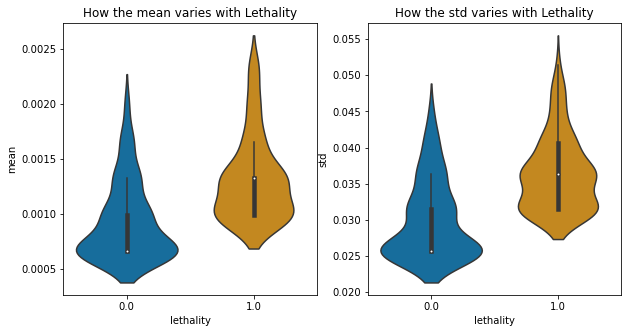 How the mean varies with Lethality
mean
0.0025
0.0020
0.0015
0.0010
0.0005
0.0 1.0
lethality
How the std varies with Lethality
std
0.055
0.050
0.045
0.040
0.035
0.030
0.025
0.020
0.0 1.0
lethality